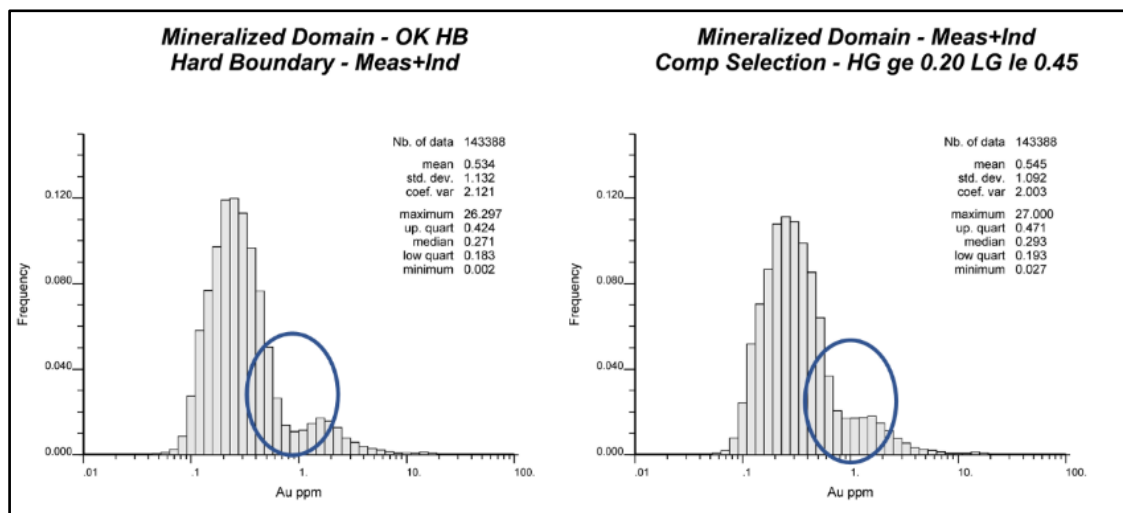 Mineralized Domain - OK HB
Hard Boundary - Meas+Ind
Nb. of data 143388
mean 0.534
std. dev. 1.132
coef. var 2.121
maximum 26.297
up. quart 0.424
median 0.271
low quart 0.183
minimum 0.002
Frequency
0.120
0.080
0.040
0.000
.01
.1
1.
10.
100.
Au ppm
Mineralized Domain - Meas+Ind
Comp Selection - HG ge 0.20 LG le 0.45
Nb. of data 143388
mean 0.545
std. dev. 1.092
coef. var 2.003
maximum 27.000
up. quart 0.471
median 0.293
low quart 0.193
minimum 0.027
Frequency
0.120
0.080
0.040
0.000
.01
.1
1.
10.
100.
Au ppm